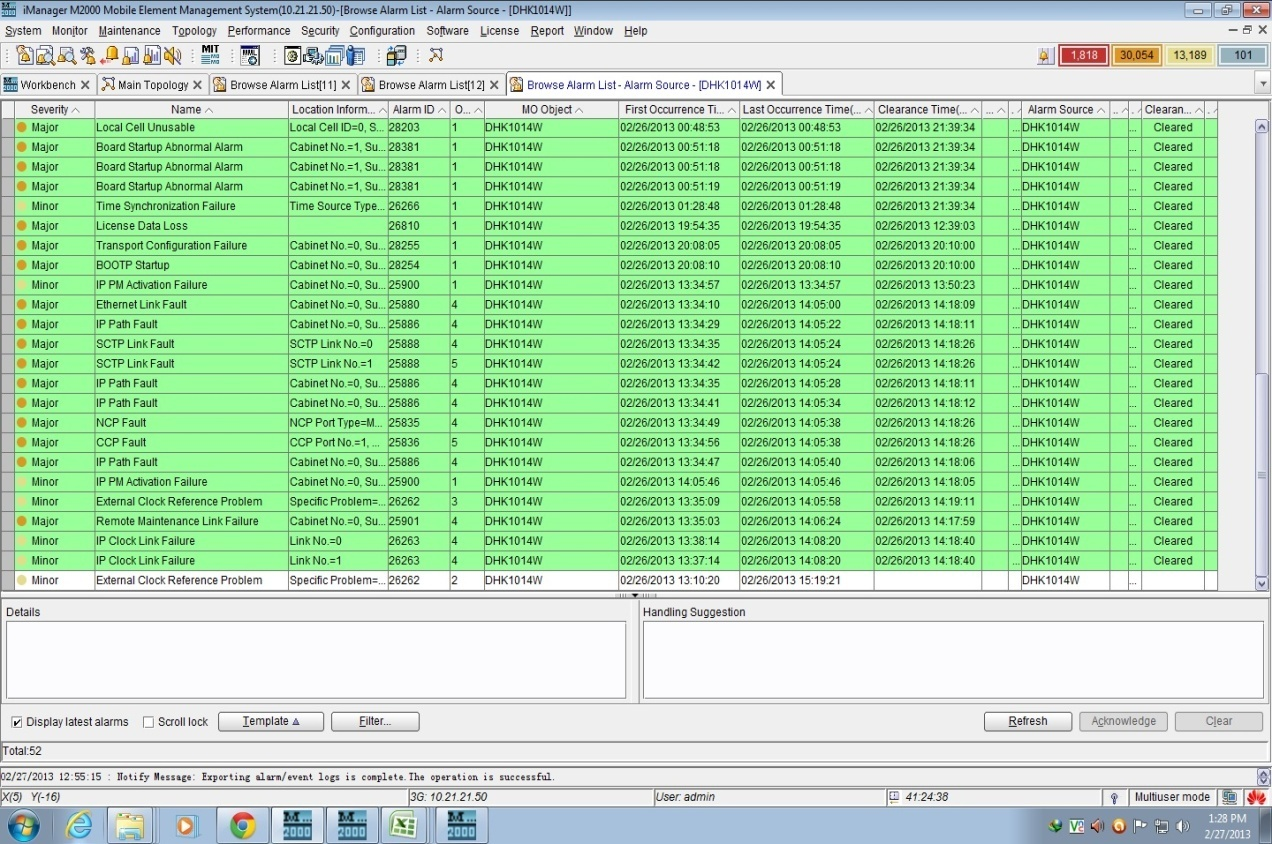 iManager M2000 Mobile Element Management System(10.21.21.50)-[Browse Alarm List - Alarm Source - [DHK1014W]]
System Monitor Maintenance Topology Performance Security Configuration Software License Report Window Help
MIT 1,818 30,054 13,189 101
Workbench Main Topology Browse Alarm List[11] Browse Alarm List[12] Browse Alarm List - Alarm Source - [DHK1014W]
Severity Name Location Inform... Alarm ID O... MO Object First Occurrence Ti... Last Occurrence Time(... Clearance Time(... ... Alarm Source .. . Clearan... .
Major Local Cell Unusable Local Cell ID=0, S... 28203 1 DHK1014W 02/26/2013 00:48:53 02/26/2013 00:48:53 02/26/2013 21:39:34 ... DHK1014W ... Cleared
Major Board Startup Abnormal Alarm Cabinet No.=1, Su... 28381 1 DHK1014W 02/26/2013 00:51:18 02/26/2013 00:51:18 02/26/2013 21:39:34 ... DHK1014W ... Cleared
Major Board Startup Abnormal Alarm Cabinet No.=1, Su... 28381 1 DHK1014W 02/26/2013 00:51:18 02/26/2013 00:51:18 02/26/2013 21:39:34 ... DHK1014W ... Cleared
Major Board Startup Abnormal Alarm Cabinet No.=1, Su... 28381 1 DHK1014W 02/26/2013 00:51:19 02/26/2013 00:51:19 02/26/2013 21:39:34 ... DHK1014W ... Cleared
Minor Time Synchronization Failure Time Source Type... 26266 1 DHK1014W 02/26/2013 01:28:48 02/26/2013 01:28:48 02/26/2013 21:39:34 ... DHK1014W ... Cleared
Major License Data Loss 26810 1 DHK1014W 02/26/2013 19:54:35 02/26/2013 19:54:35 02/26/2013 12:39:03 ... DHK1014W ... Cleared
Major Transport Configuration Failure Cabinet No.=0, Su... 28255 1 DHK1014W 02/26/2013 20:08:05 02/26/2013 20:08:05 02/26/2013 20:10:00 ... DHK1014W ... Cleared
Major BOOTP Startup Cabinet No.=0, Su... 28254 1 DHK1014W 02/26/2013 20:08:10 02/26/2013 20:08:10 02/26/2013 20:10:00 ... DHK1014W ... Cleared
Minor IP PM Activation Failure Cabinet No.=0, Su... 25900 1 DHK1014W 02/26/2013 13:34:57 02/26/2013 13:34:57 02/26/2013 13:50:23 ... DHK1014W ... Cleared
Major Ethernet Link Fault Cabinet No.=0, Su... 25880 4 DHK1014W 02/26/2013 13:34:10 02/26/2013 14:05:00 02/26/2013 14:18:09 ... DHK1014W ... Cleared
Major IP Path Fault Cabinet No.=0, Su... 25886 4 DHK1014W 02/26/2013 13:34:29 02/26/2013 14:05:22 02/26/2013 14:18:11 ... DHK1014W ... Cleared
Major SCTP Link Fault SCTP Link No.=0 25888 4 DHK1014W 02/26/2013 13:34:35 02/26/2013 14:05:24 02/26/2013 14:18:26 ... DHK1014W ... Cleared
Major SCTP Link Fault SCTP Link No.=1 25888 5 DHK1014W 02/26/2013 13:34:42 02/26/2013 14:05:24 02/26/2013 14:18:26 ... DHK1014W ... Cleared
Major IP Path Fault Cabinet No.=0, Su... 25886 4 DHK1014W 02/26/2013 13:34:35 02/26/2013 14:05:28 02/26/2013 14:18:11 ... DHK1014W ... Cleared
Major IP Path Fault Cabinet No.=0, Su... 25886 4 DHK1014W 02/26/2013 13:34:41 02/26/2013 14:05:34 02/26/2013 14:18:12 ... DHK1014W ... Cleared
Major NCP Fault NCP Port Type=M... 25835 4 DHK1014W 02/26/2013 13:34:49 02/26/2013 14:05:38 02/26/2013 14:18:26 ... DHK1014W ... Cleared
Major CCP Fault CCP Port No.=1, ... 25836 5 DHK1014W 02/26/2013 13:34:56 02/26/2013 14:05:38 02/26/2013 14:18:26 ... DHK1014W ... Cleared
Major IP Path Fault Cabinet No.=0, Su... 25886 4 DHK1014W 02/26/2013 13:34:47 02/26/2013 14:05:40 02/26/2013 14:18:06 ... DHK1014W ... Cleared
Minor IP PM Activation Failure Cabinet No.=0, Su... 25900 1 DHK1014W 02/26/2013 14:05:46 02/26/2013 14:05:46 02/26/2013 14:18:05 ... DHK1014W ... Cleared
Minor External Clock Reference Problem Specific Problem=... 26262 3 DHK1014W 02/26/2013 13:35:09 02/26/2013 14:05:58 02/26/2013 14:19:11 ... DHK1014W ... Cleared
Major Remote Maintenance Link Failure Cabinet No.=0, Su... 25901 4 DHK1014W 02/26/2013 13:35:03 02/26/2013 14:06:24 02/26/2013 14:17:59 ... DHK1014W ... Cleared
Minor IP Clock Link Failure Link No.=0 26263 4 DHK1014W 02/26/2013 13:38:14 02/26/2013 14:08:20 02/26/2013 14:18:40 ... DHK1014W ... Cleared
Minor IP Clock Link Failure Link No.=1 26263 4 DHK1014W 02/26/2013 13:37:14 02/26/2013 14:08:20 02/26/2013 14:18:40 ... DHK1014W ... Cleared
Minor External Clock Reference Problem Specific Problem=... 26262 2 DHK1014W 02/26/2013 13:10:20 02/26/2013 15:19:21 DHK1014W ...
Details Handling Suggestion
Display latest alarms Scroll lock Template Filter... Refresh Acknowledge Clear
Total:52
02/27/2013 12:55:15 : Notify Message: Exporting alarm/event logs is complete.The operation is successful.
X(5) Y(-16) 3G: 10.21.21.50 User: admin 41:24:38 Multiuser mode
M... 2000 M... 2000 M... 2000 1:28 PM
2/27/2013